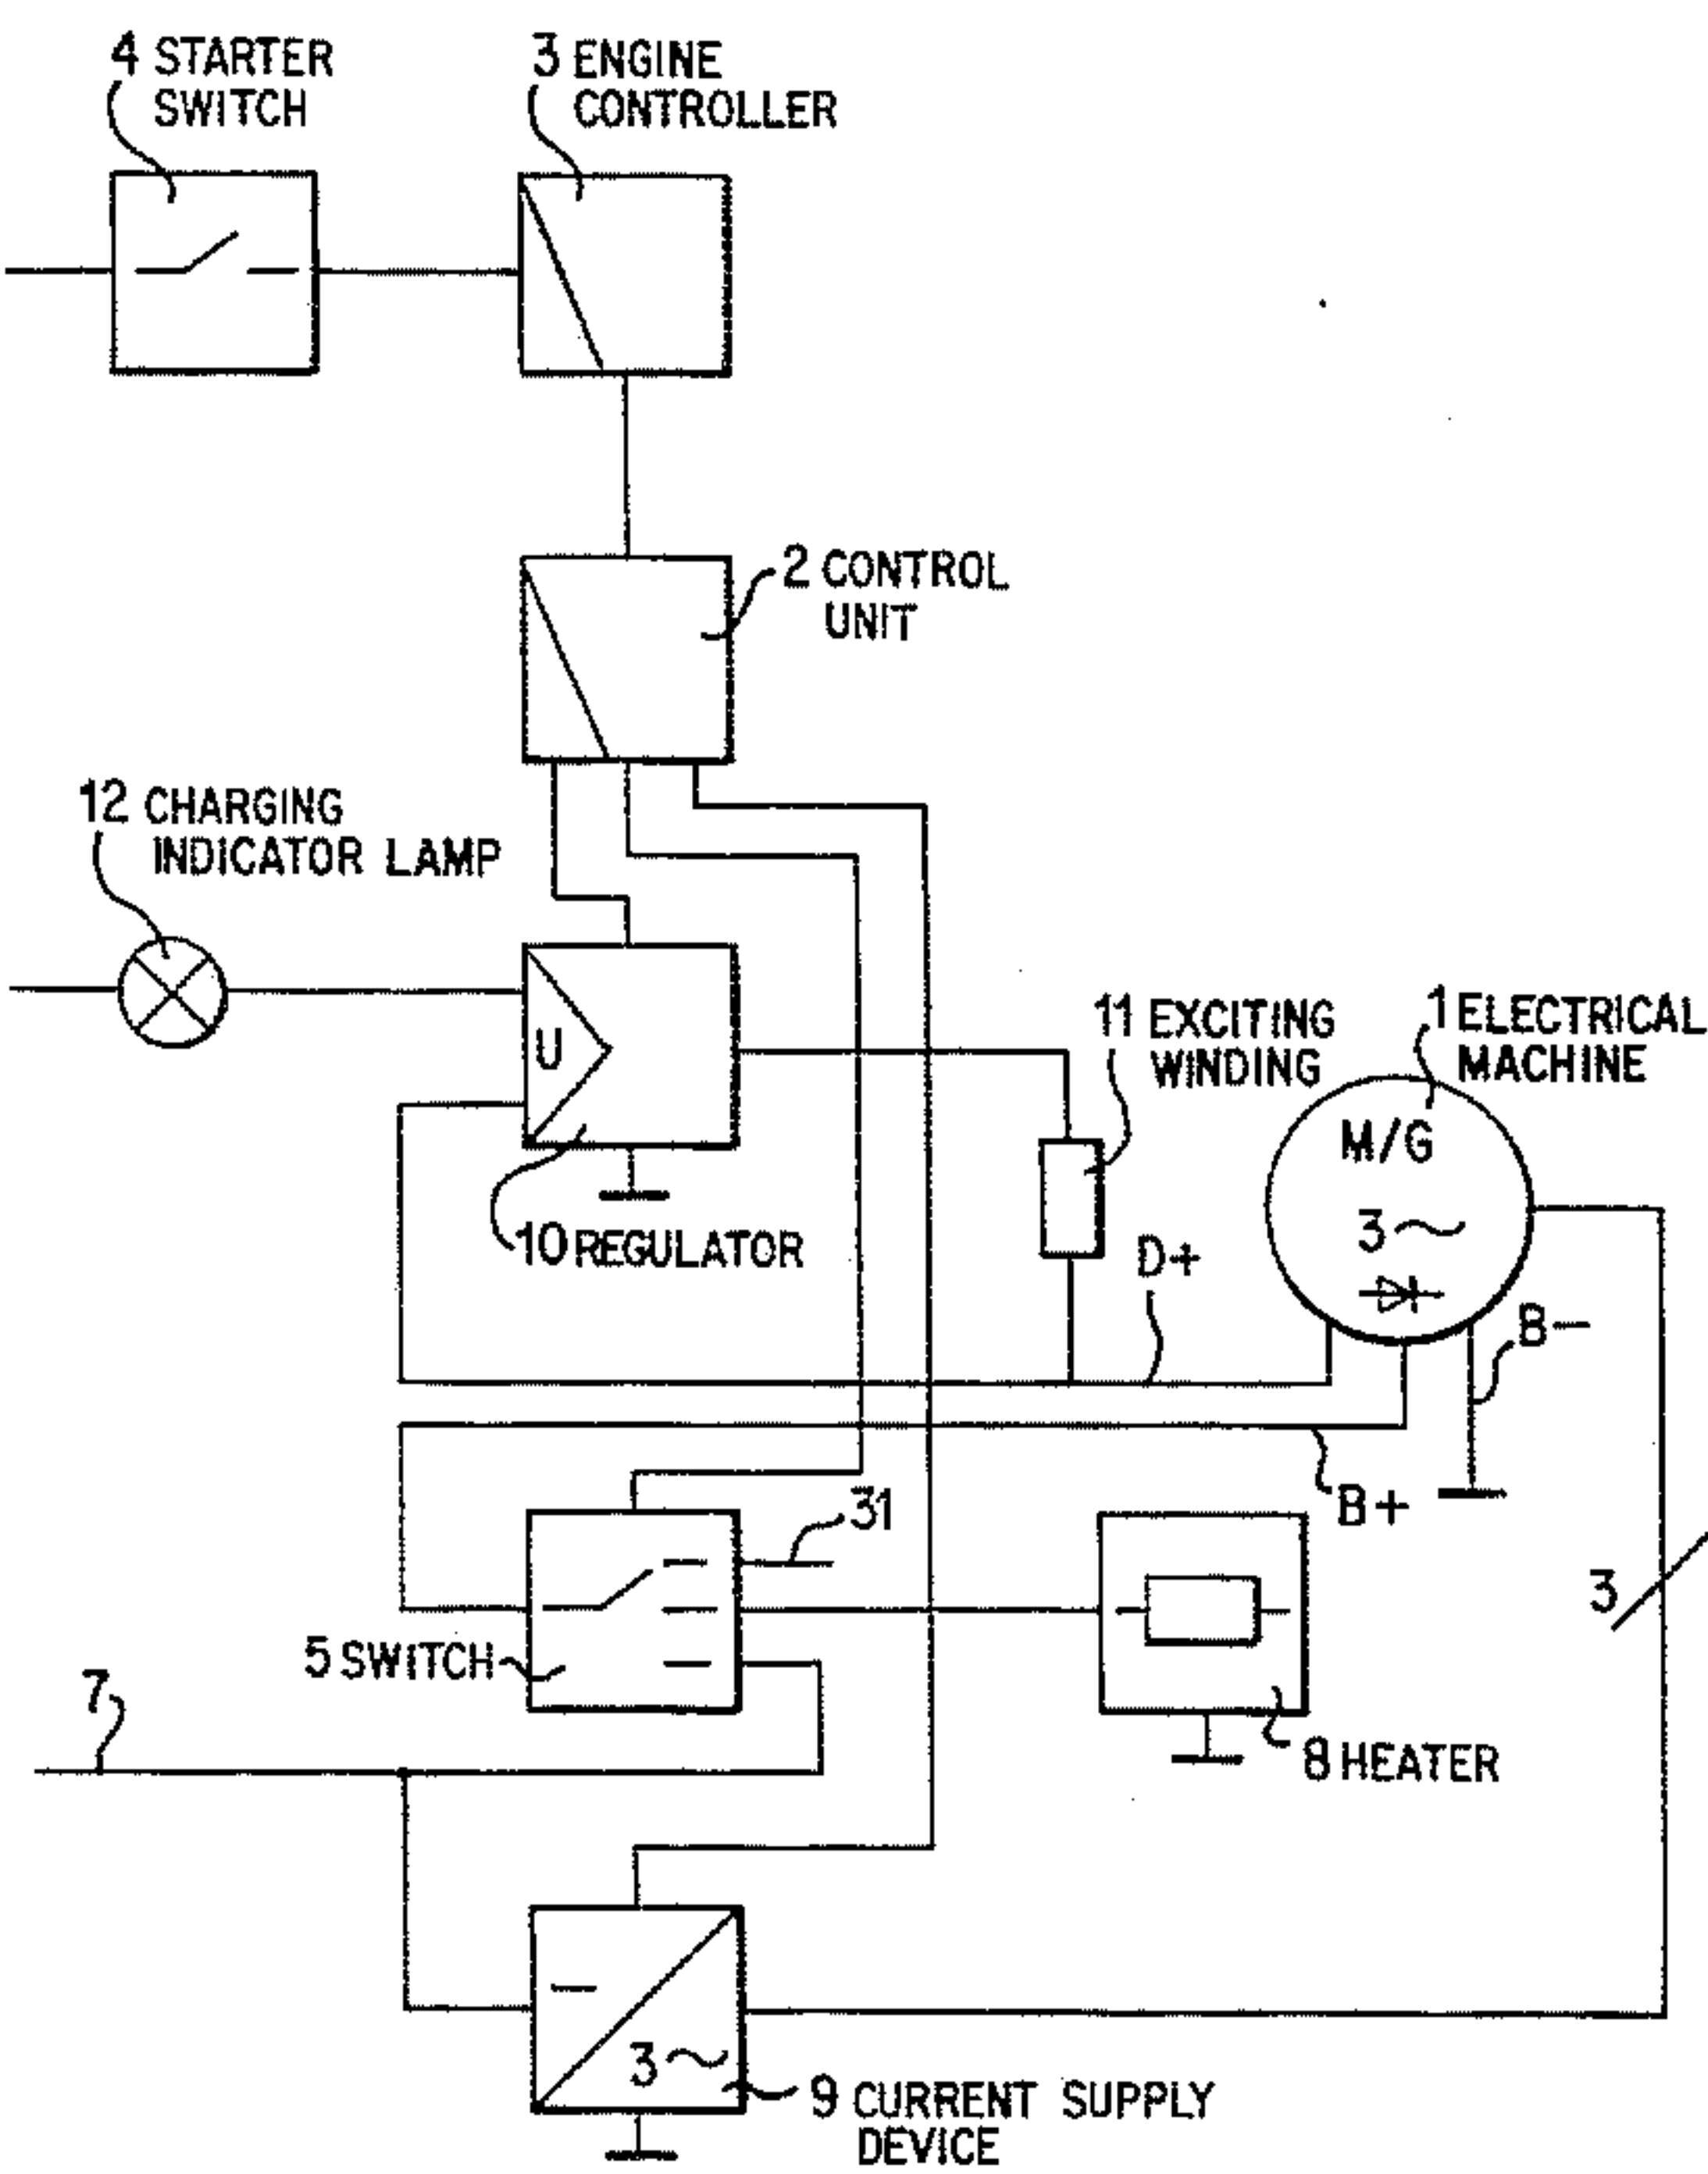 4 STARTER
SWITCH
3 ENGINE
CONTROLLER
2 CONTROL
UNIT
12 CHARGING
INDICATOR LAMP
U
10 REGULATOR
11 EXCITING
WINDING
1 ELECTRICAL
MACHINE
M/G
3~
D+
B-
B+
31
5 SWITCH
3
7
8 HEATER
3~
9 CURRENT SUPPLY
DEVICE